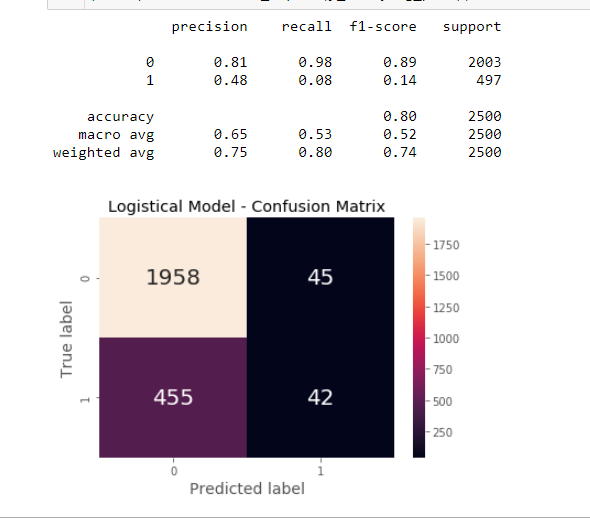 precision recall f1-score support
0 0.81 0.98 0.89 2003
1 0.48 0.08 0.14 497
accuracy 0.80 2500
macro avg 0.65 0.53 0.52 2500
weighted avg 0.75 0.80 0.74 2500
Logistical Model - Confusion Matrix
1750
0 1958 45
1500
1250
True label
1000
750
1 455 42
500
250
0 1
Predicted label